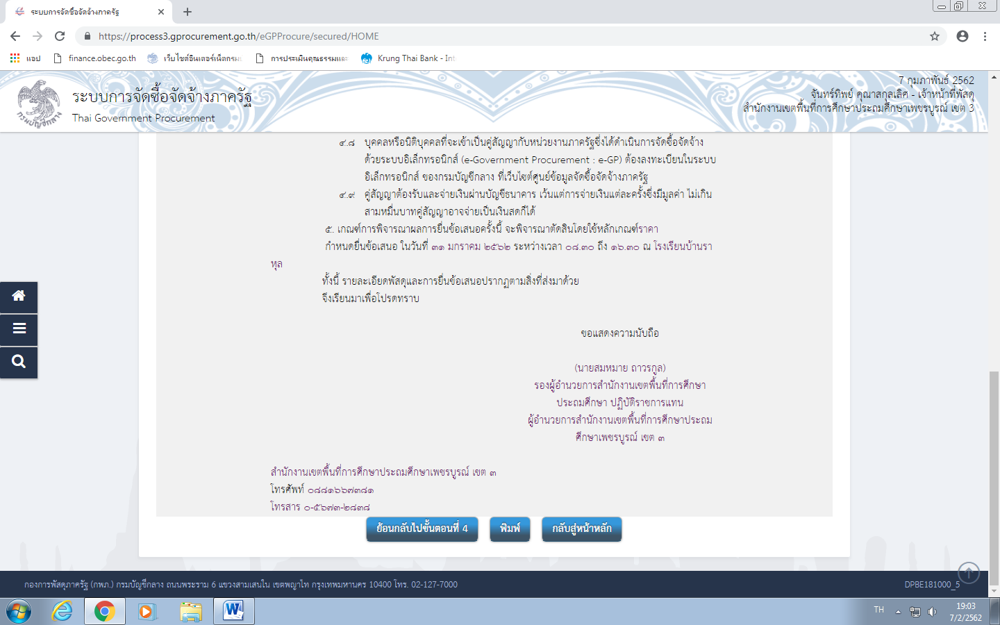 ระบบการจัดซื้อจัดจ้างภาครัฐ
https://process3.gprocurement.go.th/eGPProcure/secured/HOME
แอป finance.obec.go.th เว็บไซต์อินเตอร์เน็ตกรม การประเมินคุณธรรมและ Krung Thai Bank - Int
ระบบการจัดซื้อจัดจ้างภาครัฐ
Thai Government Procurement
กรมบัญชีกลาง
7 กุมภาพันธ์ 2562
จันทร์ทิพย์ คุณาสกุลเลิศ - เจ้าหน้าที่พัสดุ
สำนักงานเขตพื้นที่การศึกษาประถมศึกษาเพชรบูรณ์ เขต 3
๔.๘ บุคคลหรือนิติบุคคลที่จะเข้าเป็นคู่สัญญากับหน่วยงานภาครัฐซึ่งได้ดำเนินการจัดซื้อจัดจ้าง
ด้วยระบบอิเล็กทรอนิกส์ (e-Government Procurement : e-GP) ต้องลงทะเบียนในระบบ
อิเล็กทรอนิกส์ ของกรมบัญชีกลาง ที่เว็บไซต์ศูนย์ข้อมูลจัดซื้อจัดจ้างภาครัฐ
๔.๙ คู่สัญญาต้องรับและจ่ายเงินผ่านบัญชีธนาคาร เว้นแต่การจ่ายเงินแต่ละครั้งซึ่งมีมูลค่า ไม่เกิน
สามหมื่นบาทคู่สัญญาอาจจ่ายเป็นเงินสดก็ได้
๕. เกณฑ์การพิจารณาผลการยื่นข้อเสนอครั้งนี้ จะพิจารณาตัดสินโดยใช้หลักเกณฑ์ราคา
กำหนดยื่นข้อเสนอ ในวันที่ ๓๑ มกราคม ๒๕๖๒ ระหว่างเวลา ๐๘.๓๐ ถึง ๑๖.๓๐ ณ โรงเรียนบ้านรา
หุล
ทั้งนี้ รายละเอียดพัสดุและการยื่นข้อเสนอปรากฏตามสิ่งที่ส่งมาด้วย
จึงเรียนมาเพื่อโปรดทราบ
ขอแสดงความนับถือ
(นายสมหมาย ถาวรกูล)
รองผู้อำนวยการสำนักงานเขตพื้นที่การศึกษา
ประถมศึกษา ปฏิบัติราชการแทน
ผู้อำนวยการสำนักงานเขตพื้นที่การศึกษาประถม
ศึกษาเพชรบูรณ์ เขต ๓
สำนักงานเขตพื้นที่การศึกษาประถมศึกษาเพชรบูรณ์ เขต ๓
โทรศัพท์ ๐๘๘๑๖๖๗๓๘๑
โทรสาร ๐-๕๖๗๓-๒๘๓๘
ย้อนกลับไปขั้นตอนที่ 4 พิมพ์ กลับสู่หน้าหลัก
กองการพัสดุภาครัฐ (กพภ.) กรมบัญชีกลาง ถนนพระราม 6 แขวงสามเสนใน เขตพญาไท กรุงเทพมหานคร 10400 โทร. 02-127-7000 DPBE181000_5
TH 19:03
7/2/2562